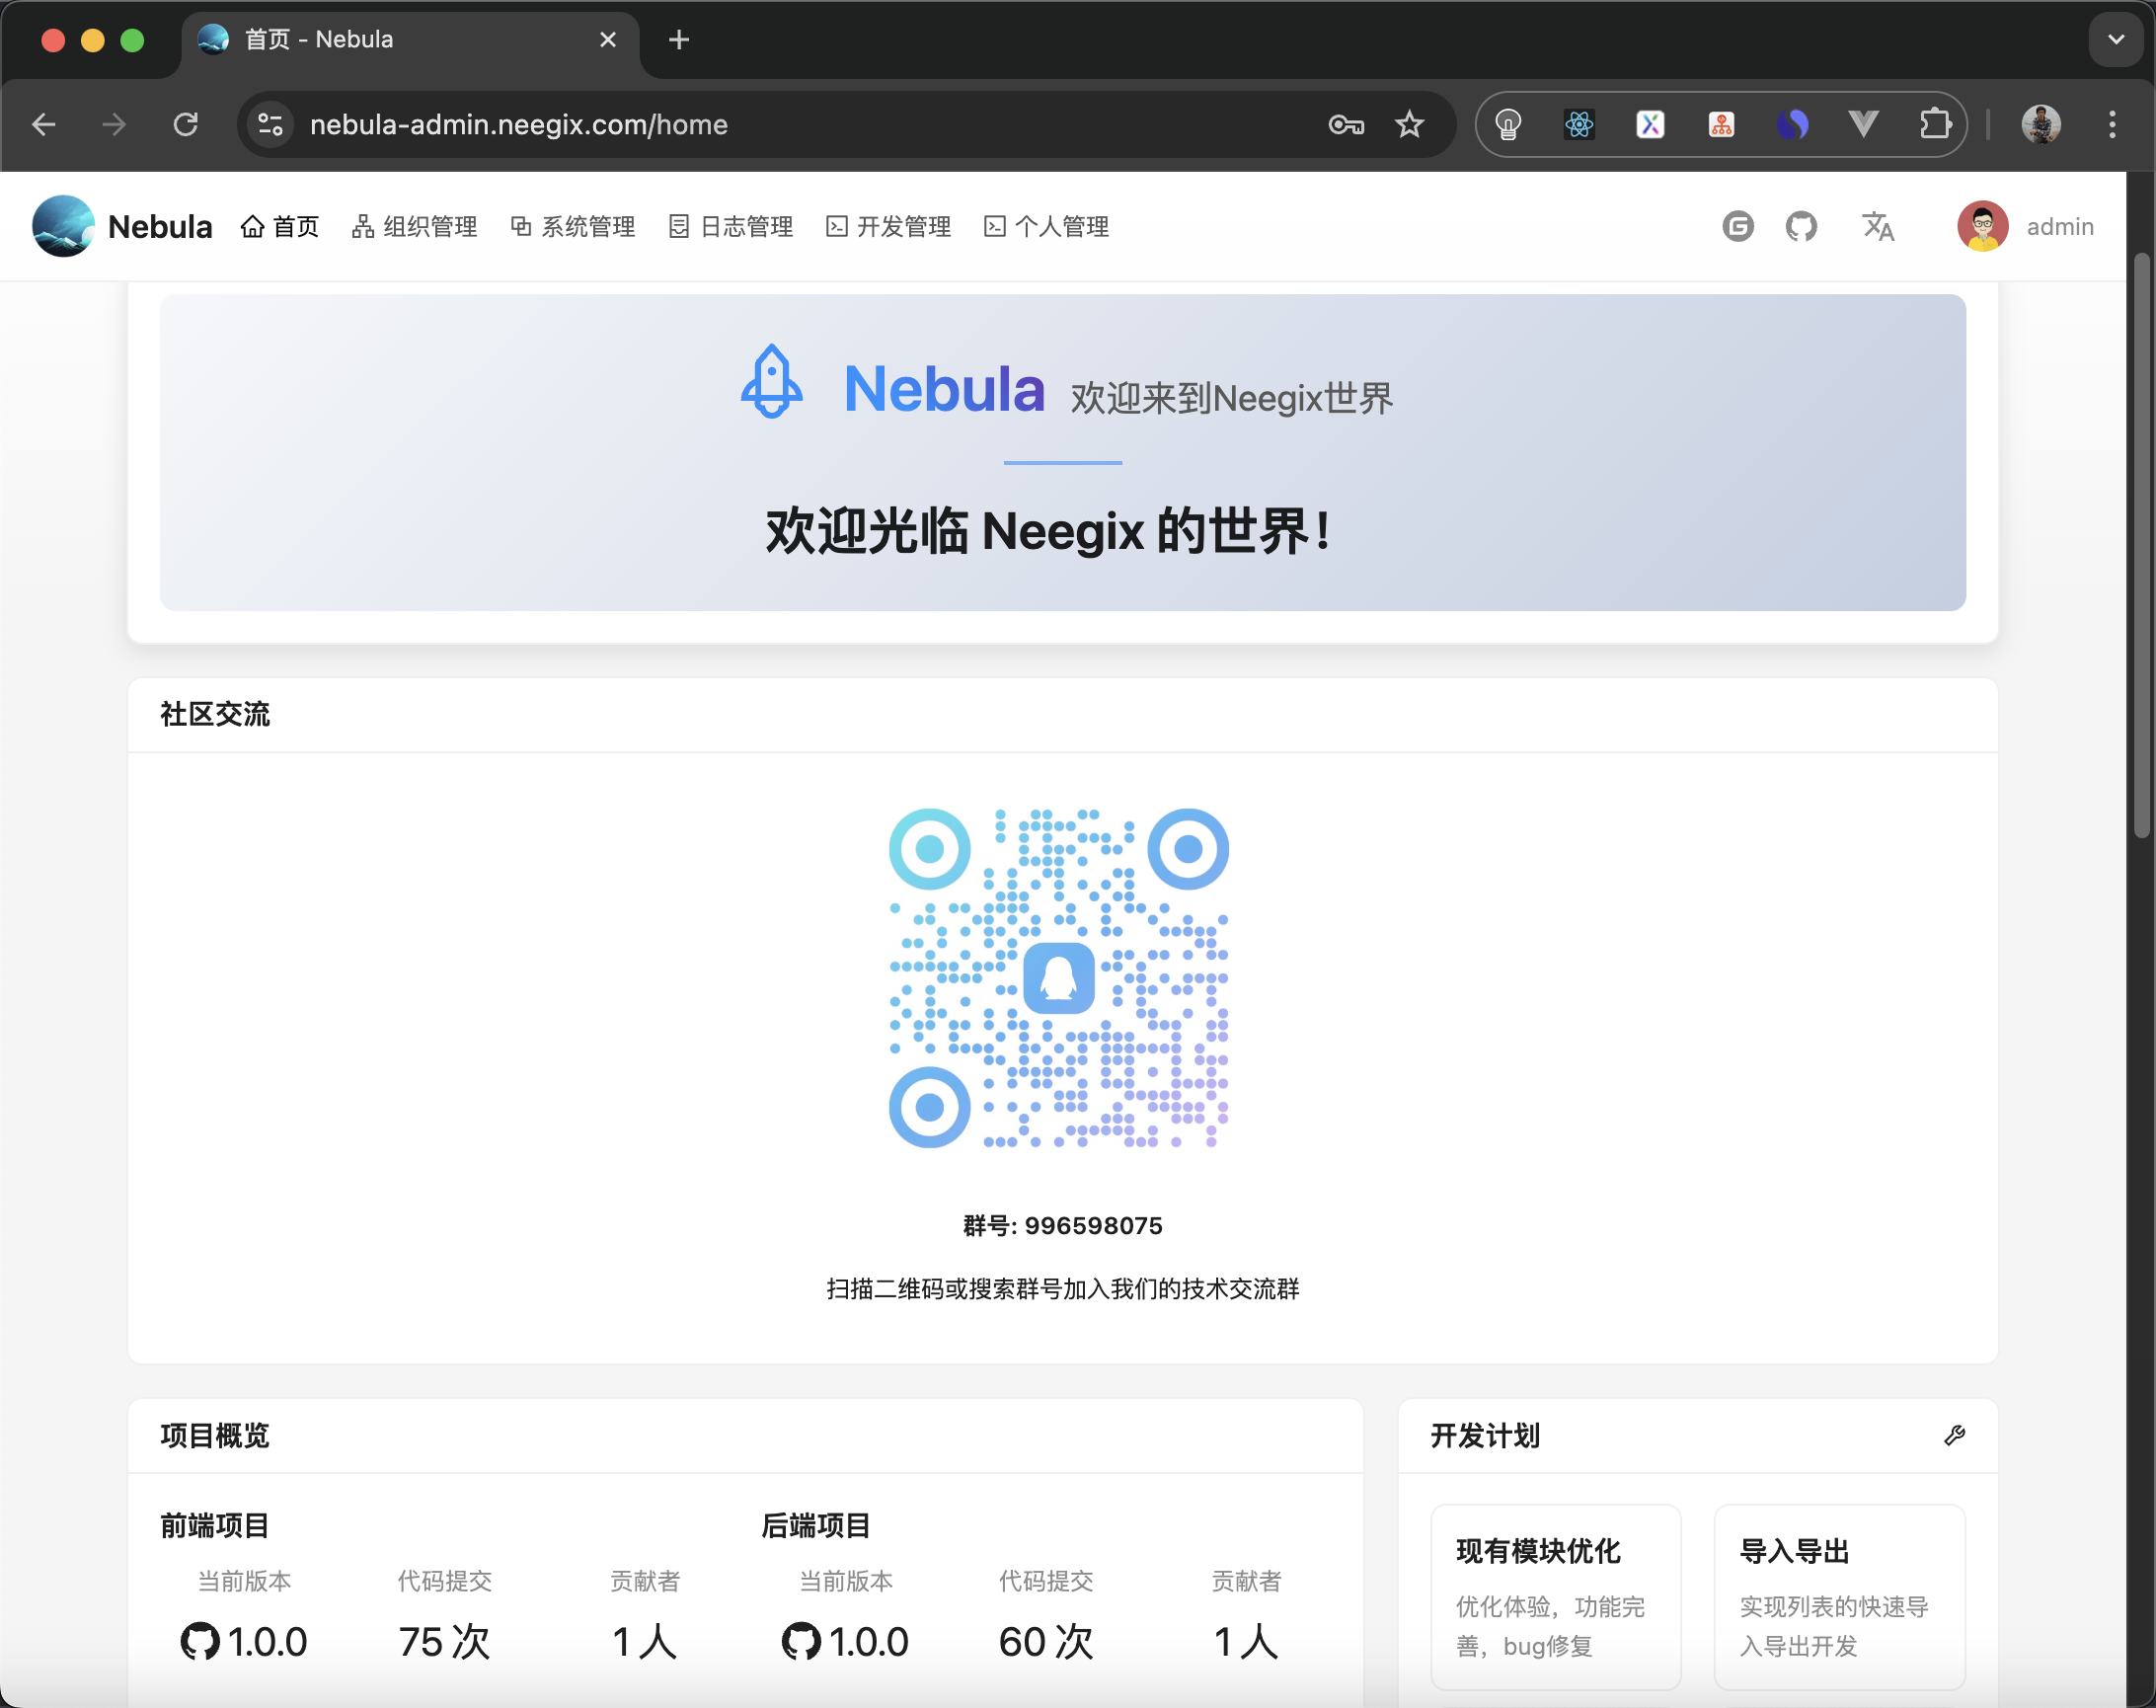 首页 - Nebula
nebula-admin.neegix.com/home
Nebula 首页 组织管理 系统管理 日志管理 开发管理 个人管理 admin
Nebula 欢迎来到Neegix世界
欢迎光临 Neegix 的世界！
社区交流
群号: 996598075
扫描二维码或搜索群号加入我们的技术交流群
项目概览
前端项目 后端项目
当前版本 代码提交 贡献者 当前版本 代码提交 贡献者
1.0.0 75 次 1 人 1.0.0 60 次 1 人
开发计划
现有模块优化
优化体验，功能完
善，bug修复
导入导出
实现列表的快速导
入导出开发